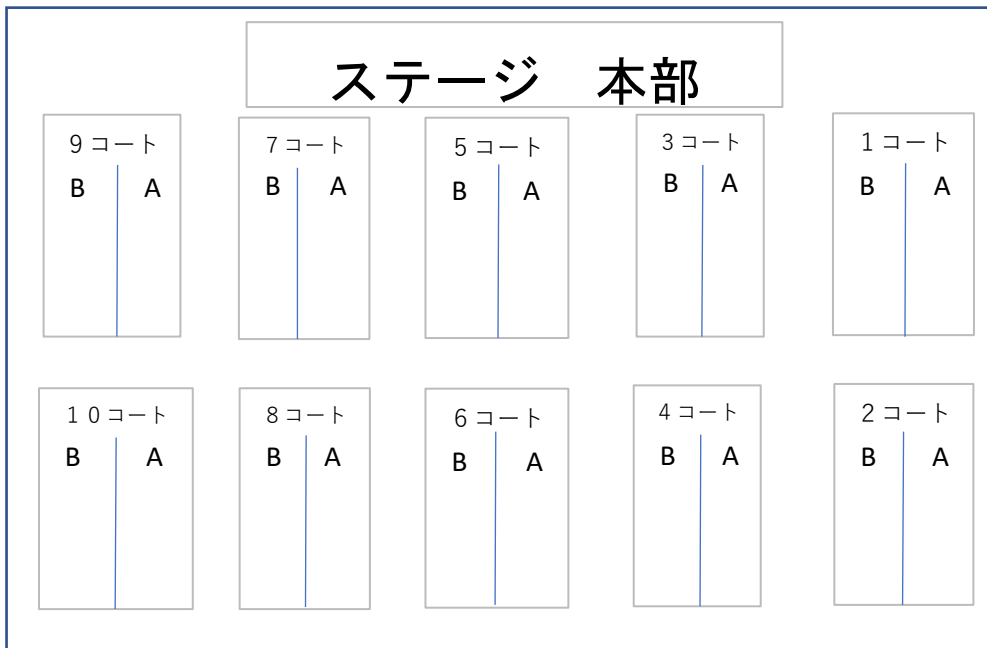 ステージ　本部
９コート
B A
７コート
B A
５コート
B A
３コート
B A
１コート
B A
１０コート
B A
８コート
B A
６コート
B A
４コート
B A
２コート
B A